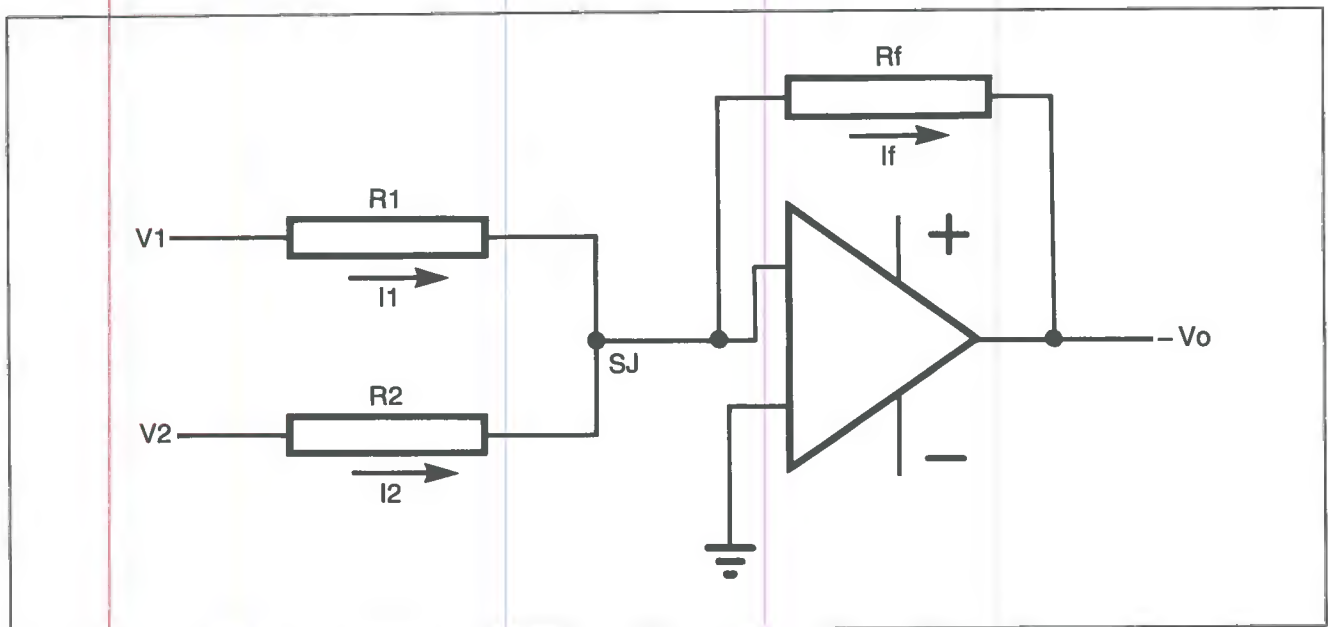 Rf
If
R1
V1
I1
+
SJ
– Vo
R2
V2
I2
–